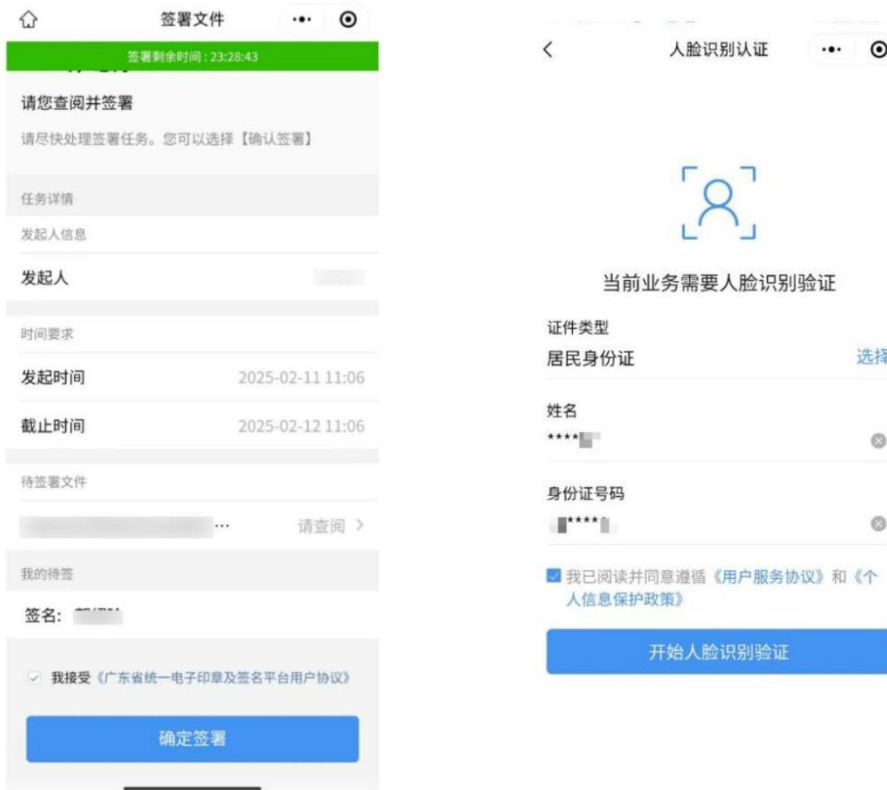 签署文件
签署剩余时间：23:28:43
请您查阅并签署
请尽快处理签署任务。您可以选择【确认签署】
任务详情
发起人信息
发起人
时间要求
发起时间 2025-02-11 11:06
截止时间 2025-02-12 11:06
待签署文件
... 请查阅 >
我的待签
签名:
我接受《广东省统一电子印章及签名平台用户协议》
确定签署
人脸识别认证
当前业务需要人脸识别验证
证件类型
居民身份证 选择
姓名
****
身份证号码
****
我已阅读并同意遵循《用户服务协议》和《个
人信息保护政策》
开始人脸识别验证